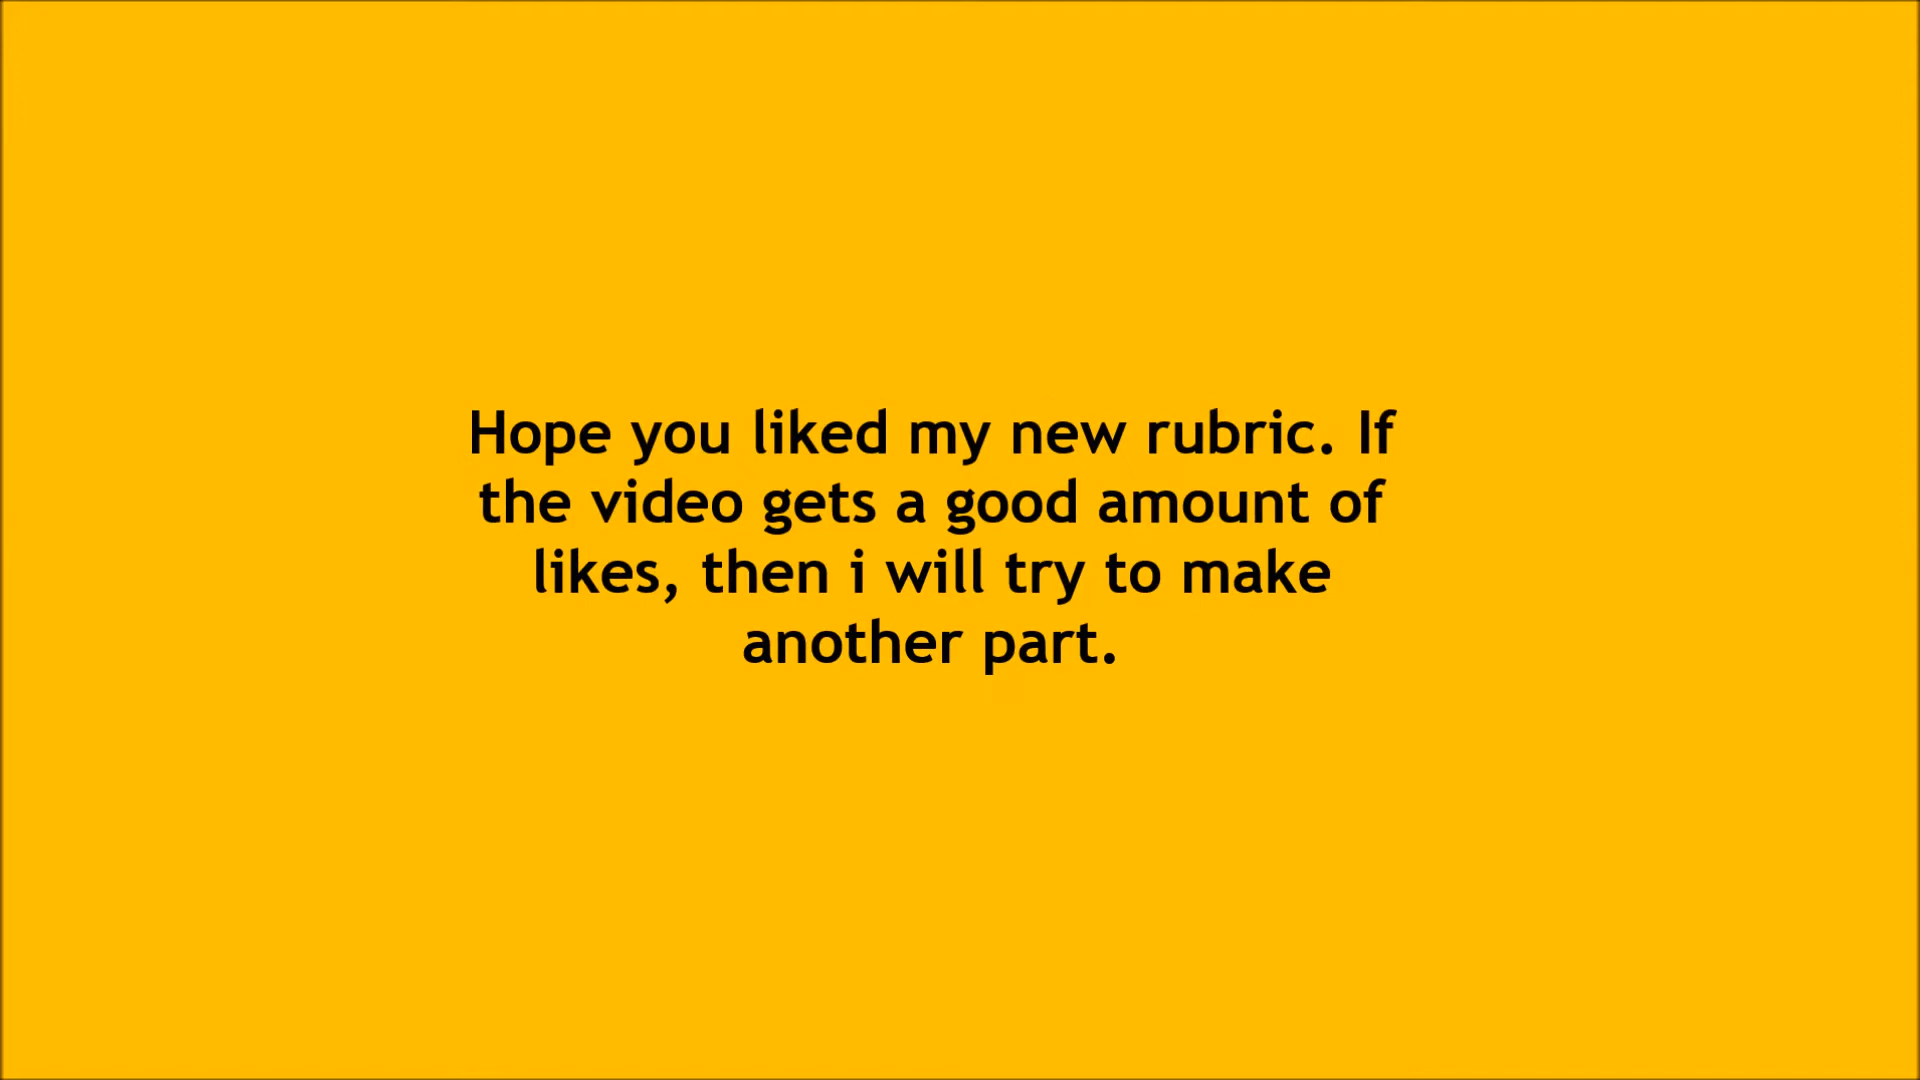 Hope you liked my new rubric. If
the video gets a good amount of
likes, then i will try to make
another part.